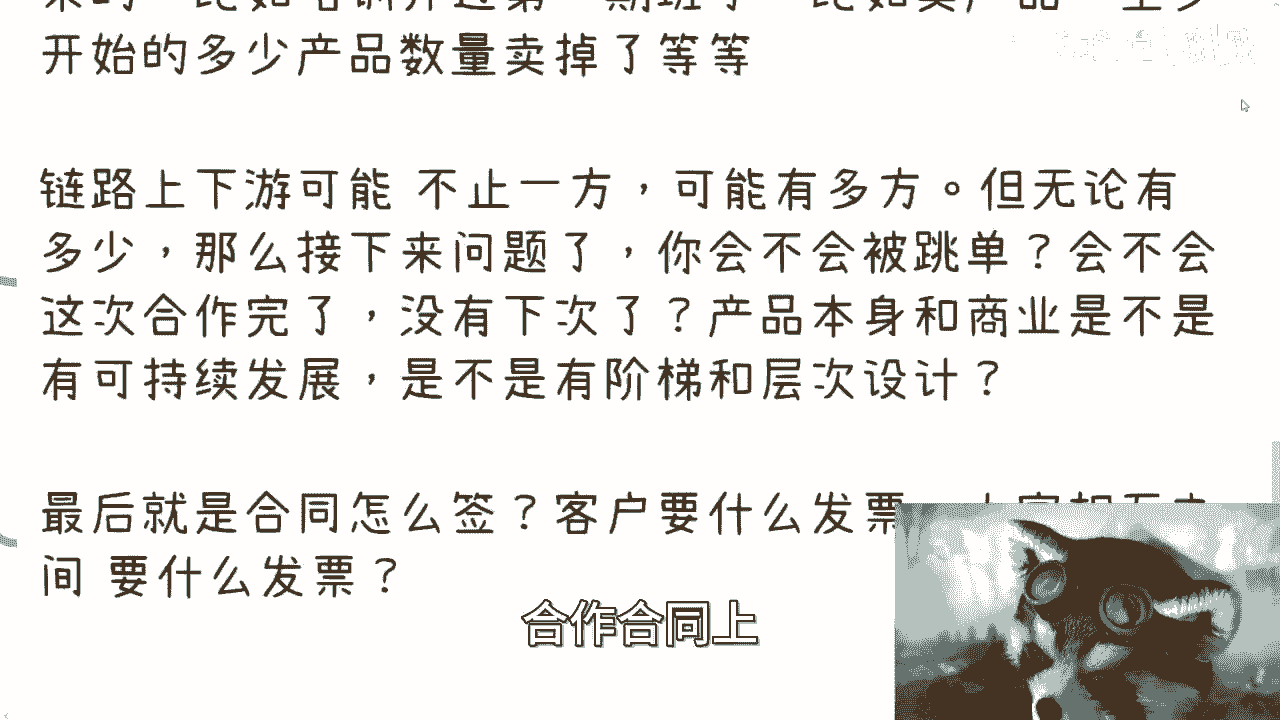 开始的多少产品数量卖掉了等等
链路上下游可能 不止一方，可能有多方。但无论有
多少，那么接下来问题了，你会不会被跳单？会不会
这次合作完了，没有下次了？产品本身和商业是不是
有可持续发展，是不是有阶梯和层次设计？
最后就是合同怎么签？客户要什么发票
间 要什么发票？
合作合同上